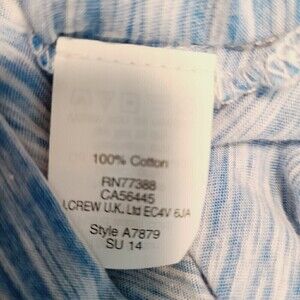 100% Cotton
RN77388
CA56445
J.CREW U.K. Ltd EC4V 6JA
Style A7879
SU 14